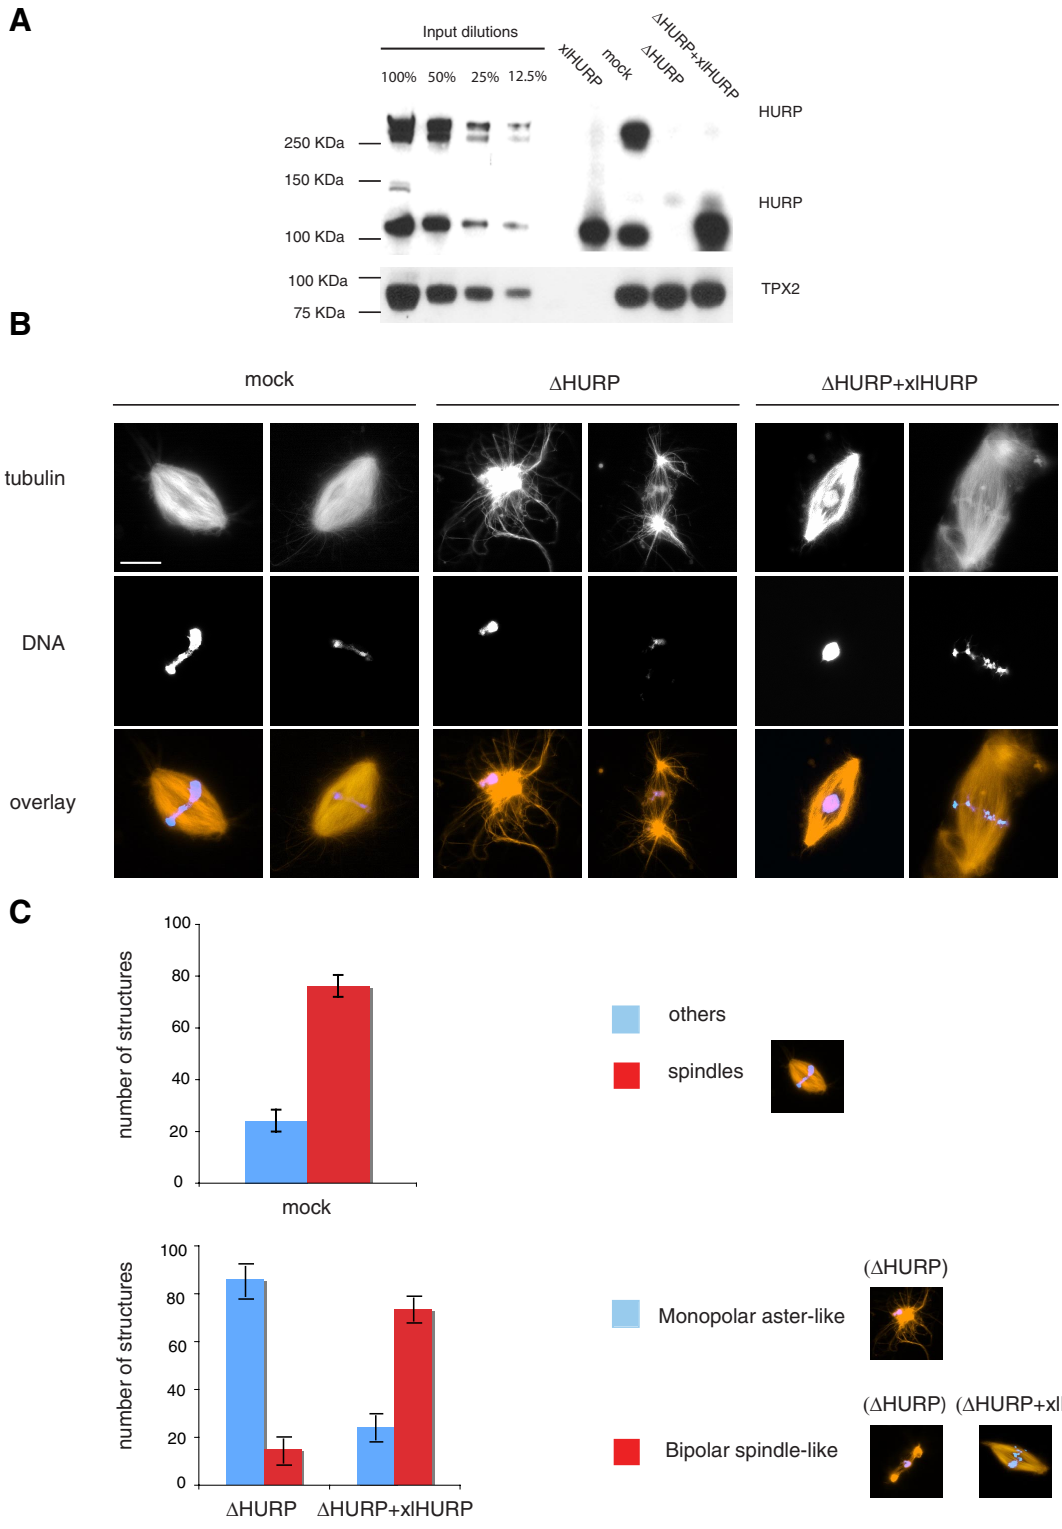 A
Input dilutions
100% 50% 25% 12.5% xlHURP mock ΔHURP ΔHURP+xlHURP
HURP
250 KDa
150 KDa
HURP
100 KDa
100 KDa
TPX2
75 KDa
B
mock ΔHURP ΔHURP+xlHURP
tubulin
DNA
overlay
C
number of structures
100
80
60
40
20
0
mock
others
spindles
number of structures
100
80
60
40
20
0
ΔHURP ΔHURP+xlHURP
(ΔHURP)
Monopolar aster-like
(ΔHURP) (ΔHURP+xl
Bipolar spindle-like